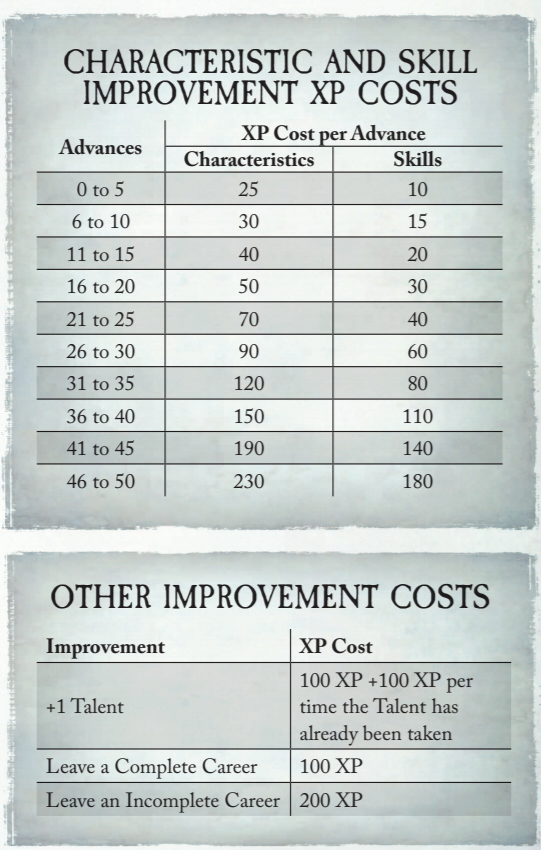 CHARACTERISTIC AND SKILL
IMPROVEMENT XP COSTS
Advances XP Cost per Advance
Characteristics Skills
0 to 5 25 10
6 to 10 30 15
11 to 15 40 20
16 to 20 50 30
21 to 25 70 40
26 to 30 90 60
31 to 35 120 80
36 to 40 150 110
41 to 45 190 140
46 to 50 230 180
OTHER IMPROVEMENT COSTS
Improvement XP Cost
+1 Talent 100 XP +100 XP per
time the Talent has
already been taken
Leave a Complete Career 100 XP
Leave an Incomplete Career 200 XP